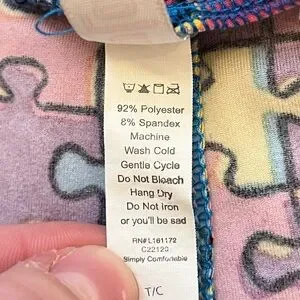 92% Polyester
8% Spandex
Machine
Wash Cold
Gentle Cycle
Do Not Bleach
Hang Dry
Do Not Iron
or you'll be sad
RN#L161172
C22120
Simply Comfortable
T/C